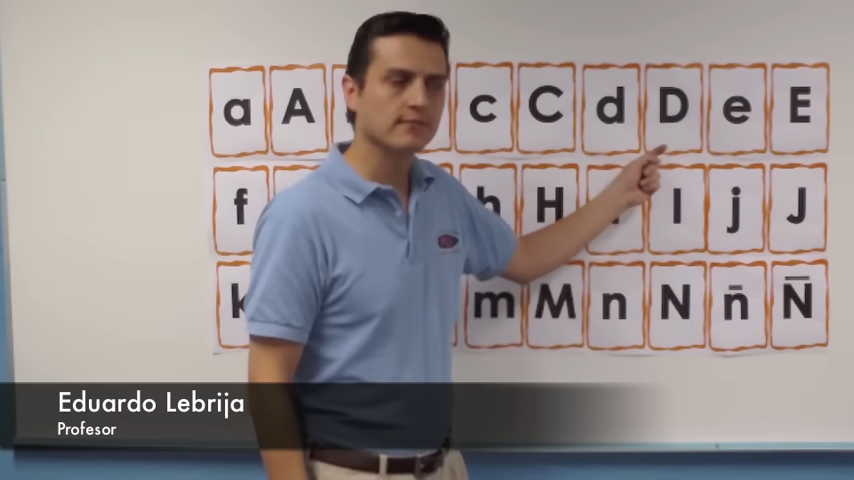 a A c C d D e E
f h H I j J
k m M n N ñ Ñ
Eduardo Lebrija
Profesor